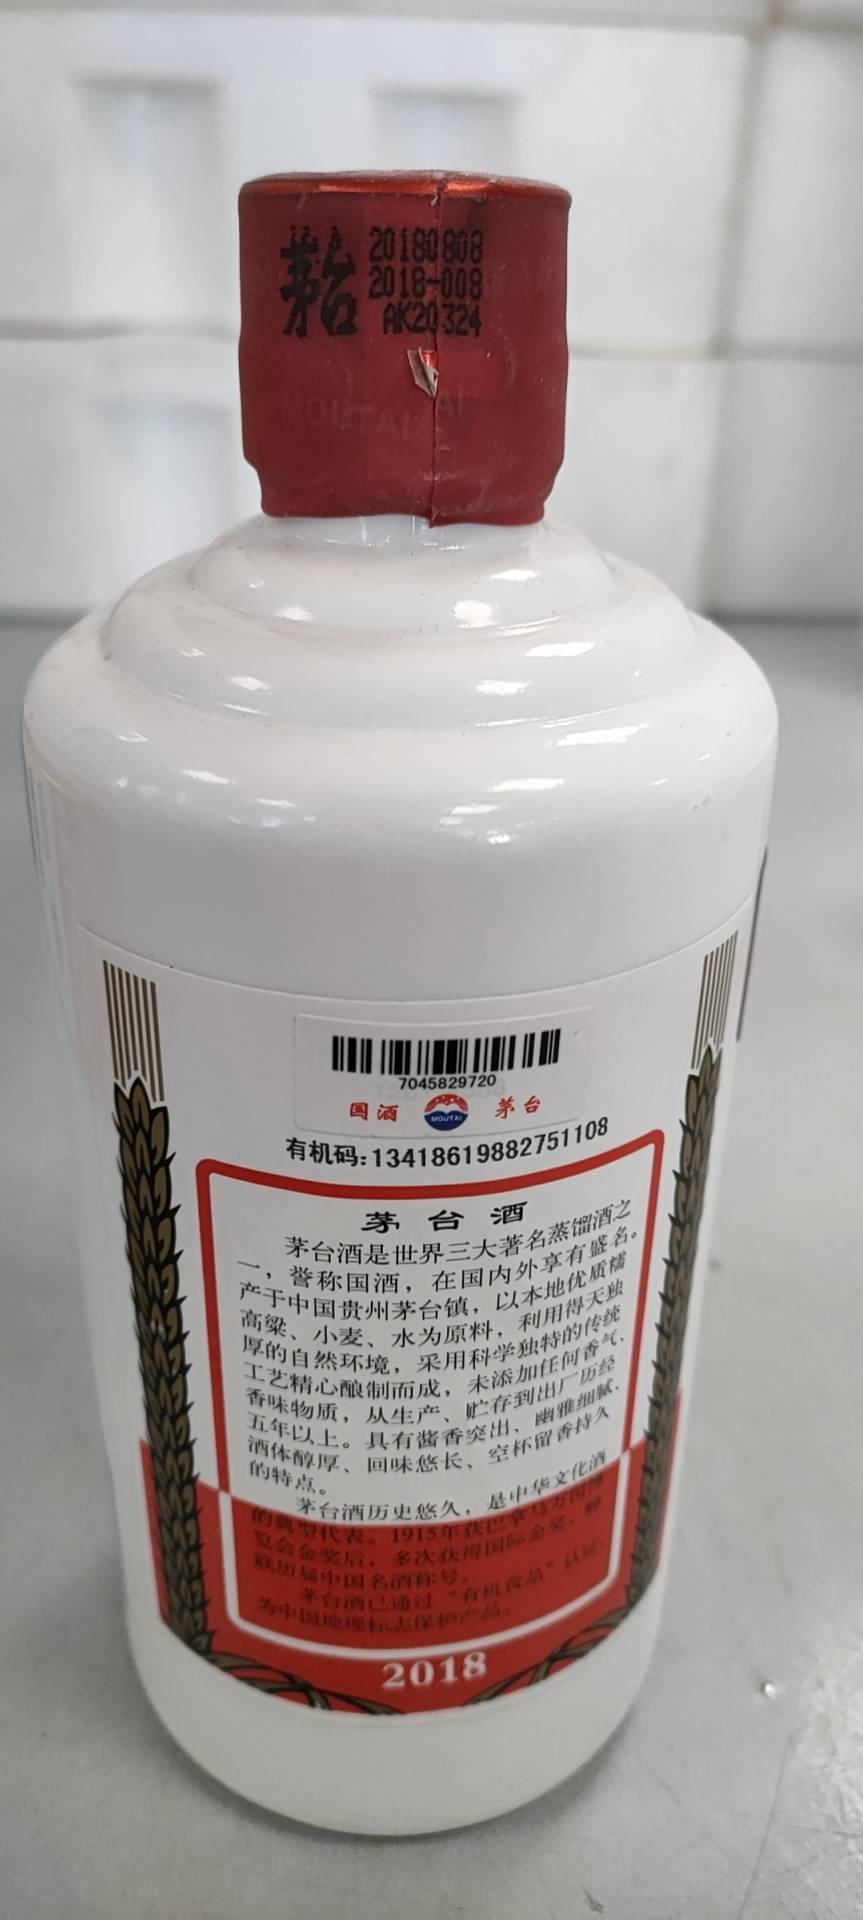 茅台
20180808
2018-008
AK20324
MOUTAI
7045829720
国酒 MOUTAI 茅台
有机码:13418619882751108
茅台酒
茅台酒是世界三大著名蒸馏酒之
一，誉称国酒，在国内外享有盛名。
产于中国贵州茅台镇，以本地优质糯
高粱、小麦、水为原料，利用得天独
厚的自然环境，采用科学独特的传统
工艺精心酿制而成，未添加任何香气、
香味物质，从生产、贮存到出厂历经
五年以上。具有酱香突出、幽雅细腻、
酒体醇厚、回味悠长、空杯留香持久
的特点。
茅台酒历史悠久，是中华文化酒
的典型代表。1915年获巴拿马万国博
览会金奖后，多次获得国际金奖，蝉
联历届中国名酒称号。
茅台酒已通过“有机食品”认证，
为中国地理标志保护产品。
2018